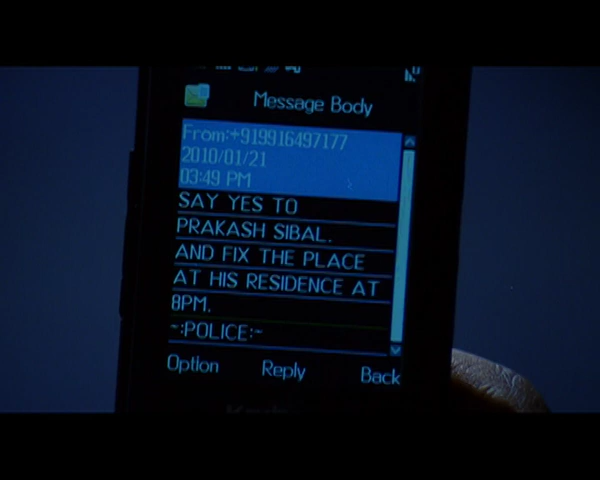 Message Body
From:+919916497177
2010/01/21
03:49 PM
SAY YES TO
PRAKASH SIBAL.
AND FIX THE PLACE
AT HIS RESIDENCE AT
8PM.
~:POLICE:~
Option Reply Back